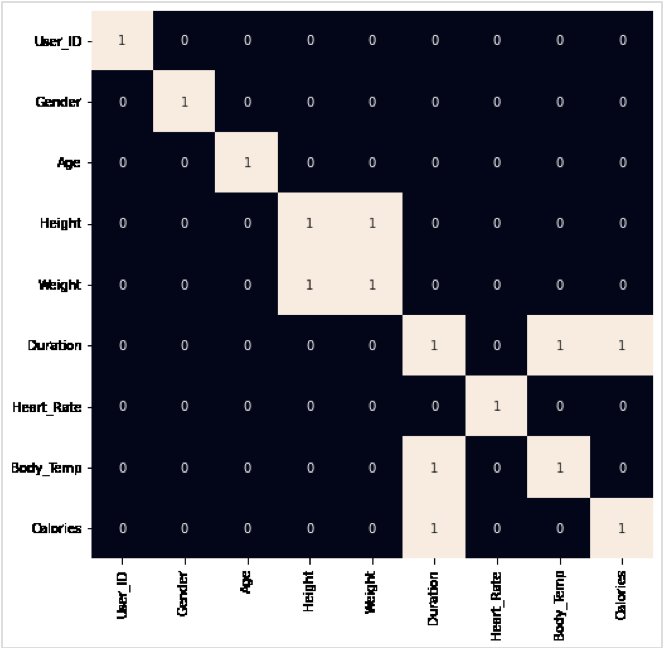 User_ID 1 0 0 0 0 0 0 0 0
Gender 0 1 0 0 0 0 0 0 0
Age 0 0 1 0 0 0 0 0 0
Height 0 0 0 1 1 0 0 0 0
Weight 0 0 0 1 1 0 0 0 0
Duration 0 0 0 0 0 1 0 1 1
Heart_Rate 0 0 0 0 0 0 1 0 0
Body_Temp 0 0 0 0 0 1 0 1 0
Calories 0 0 0 0 0 1 0 0 1
User_ID Gender Age Height Weight Duration Heart_Rate Body_Temp Calories